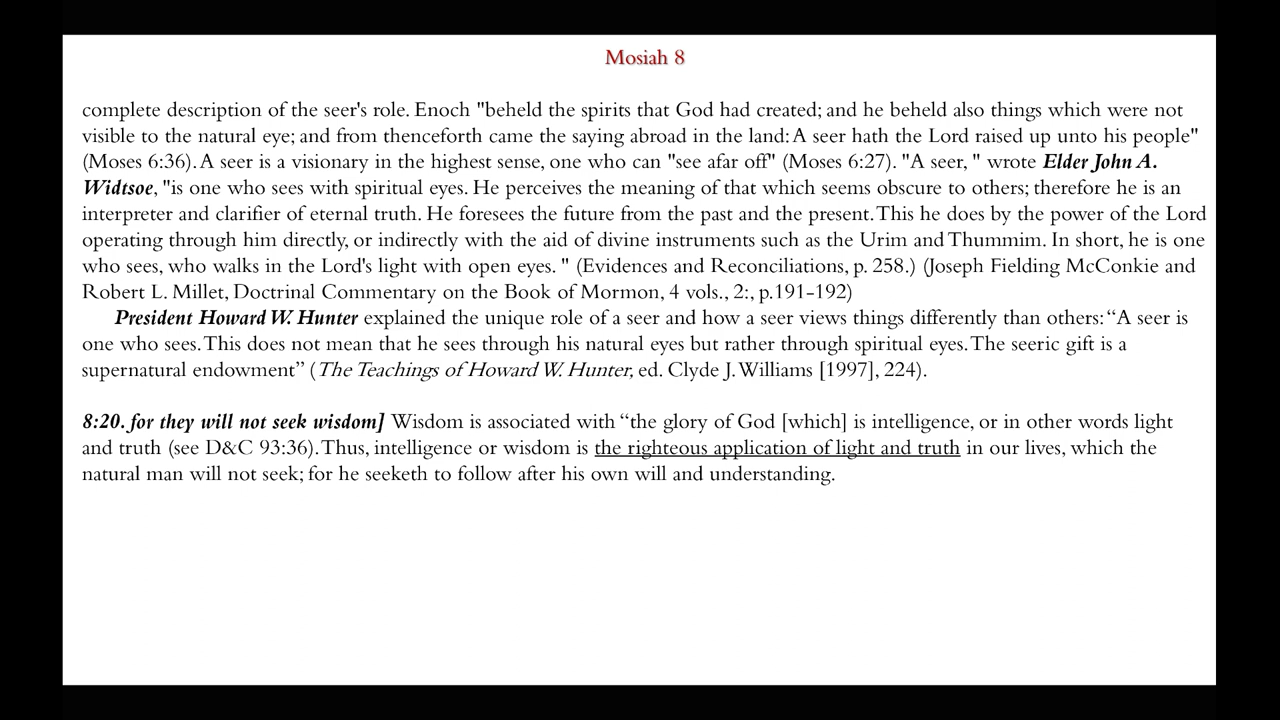 Mosiah 8
complete description of the seer's role. Enoch "beheld the spirits that God had created; and he beheld also things which were not
visible to the natural eye; and from thenceforth came the saying abroad in the land: A seer hath the Lord raised up unto his people"
(Moses 6:36). A seer is a visionary in the highest sense, one who can "see afar off" (Moses 6:27). "A seer, " wrote Elder John A.
Widtsoe, "is one who sees with spiritual eyes. He perceives the meaning of that which seems obscure to others; therefore he is an
interpreter and clarifier of eternal truth. He foresees the future from the past and the present. This he does by the power of the Lord
operating through him directly, or indirectly with the aid of divine instruments such as the Urim and Thummim. In short, he is one
who sees, who walks in the Lord's light with open eyes. " (Evidences and Reconciliations, p. 258.) (Joseph Fielding McConkie and
Robert L. Millet, Doctrinal Commentary on the Book of Mormon, 4 vols., 2:, p.191-192)
President Howard W. Hunter explained the unique role of a seer and how a seer views things differently than others: “A seer is
one who sees. This does not mean that he sees through his natural eyes but rather through spiritual eyes. The seeric gift is a
supernatural endowment” (The Teachings of Howard W. Hunter, ed. Clyde J. Williams [1997], 224).
8:20. for they will not seek wisdom] Wisdom is associated with “the glory of God [which] is intelligence, or in other words light
and truth (see D&C 93:36). Thus, intelligence or wisdom is the righteous application of light and truth in our lives, which the
natural man will not seek; for he seeketh to follow after his own will and understanding.